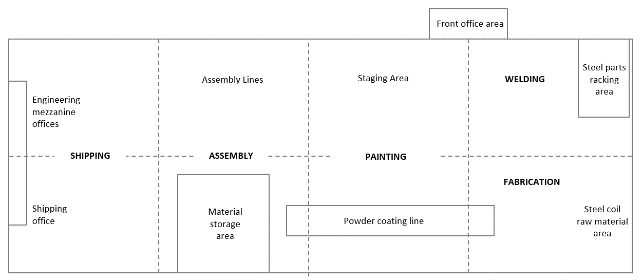 Front office area
Assembly Lines
Staging Area
WELDING
Steel parts
racking
area
Engineering
mezzanine
offices
SHIPPING
ASSEMBLY
PAINTING
FABRICATION
Shipping
office
Material
storage
area
Powder coating line
Steel coil
raw material
area